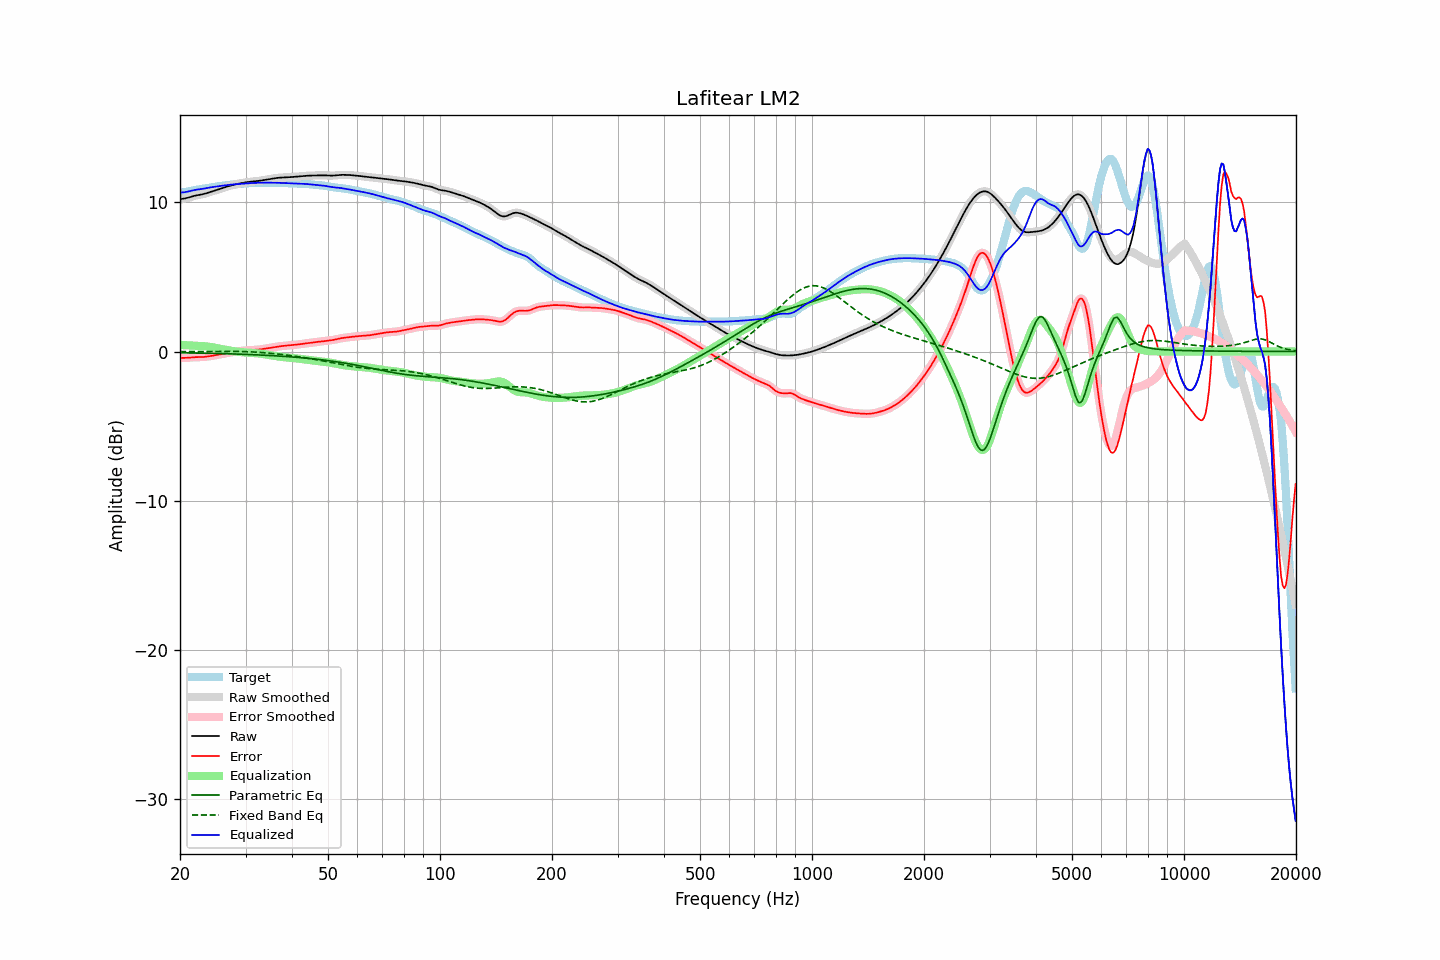 Lafitear LM2
Amplitude (dBr)
10
0
−10
−20
−30
Target
Raw Smoothed
Error Smoothed
Raw
Error
Equalization
Parametric Eq
Fixed Band Eq
Equalized
20 50 100 200 500 1000 2000 5000 10000 20000
Frequency (Hz)